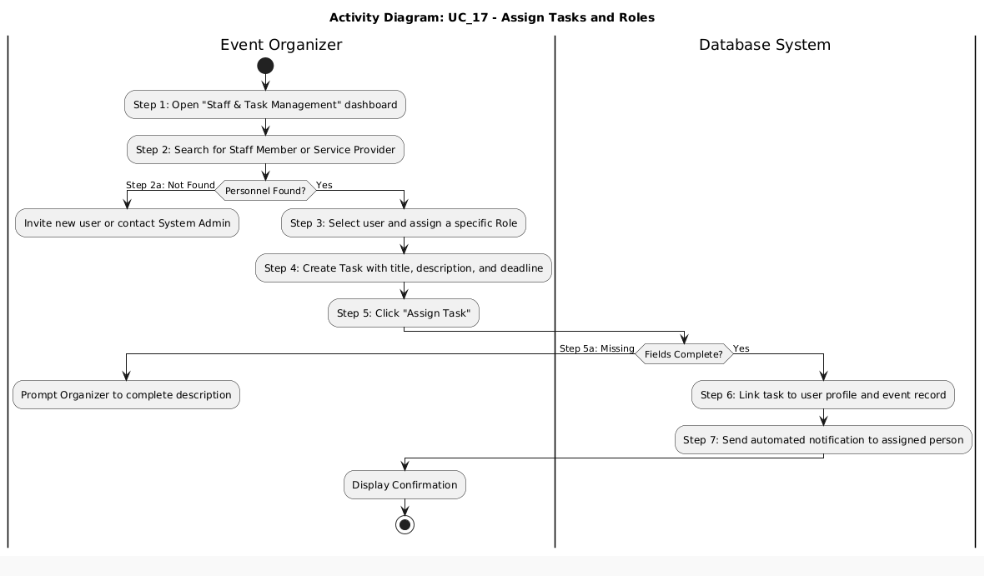 Activity Diagram: UC_17 - Assign Tasks and Roles
Event Organizer
Database System
Step 1: Open "Staff & Task Management" dashboard
Step 2: Search for Staff Member or Service Provider
Step 2a: Not Found
Personnel Found?
Yes
Invite new user or contact System Admin
Step 3: Select user and assign a specific Role
Step 4: Create Task with title, description, and deadline
Step 5: Click "Assign Task"
Step 5a: Missing
Fields Complete?
Yes
Prompt Organizer to complete description
Step 6: Link task to user profile and event record
Step 7: Send automated notification to assigned person
Display Confirmation